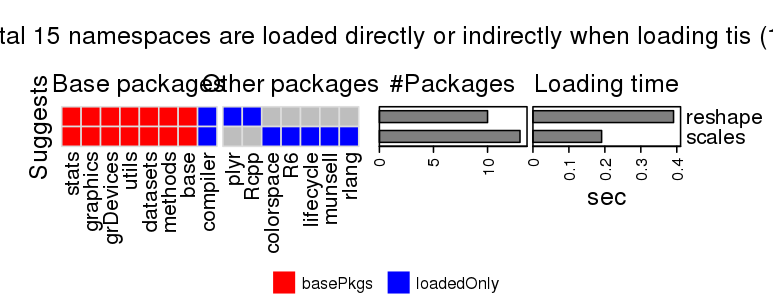 tal 15 namespaces are loaded directly or indirectly when loading tis (1
Base packages Other packages #Packages Loading time
Suggests
reshape
scales
stats graphics grDevices utils datasets methods base compiler plyr Rcpp colorspace R6 lifecycle munsell rlang
0 5 10
0 0.1 0.2 0.3 0.4
sec
basePkgs loadedOnly